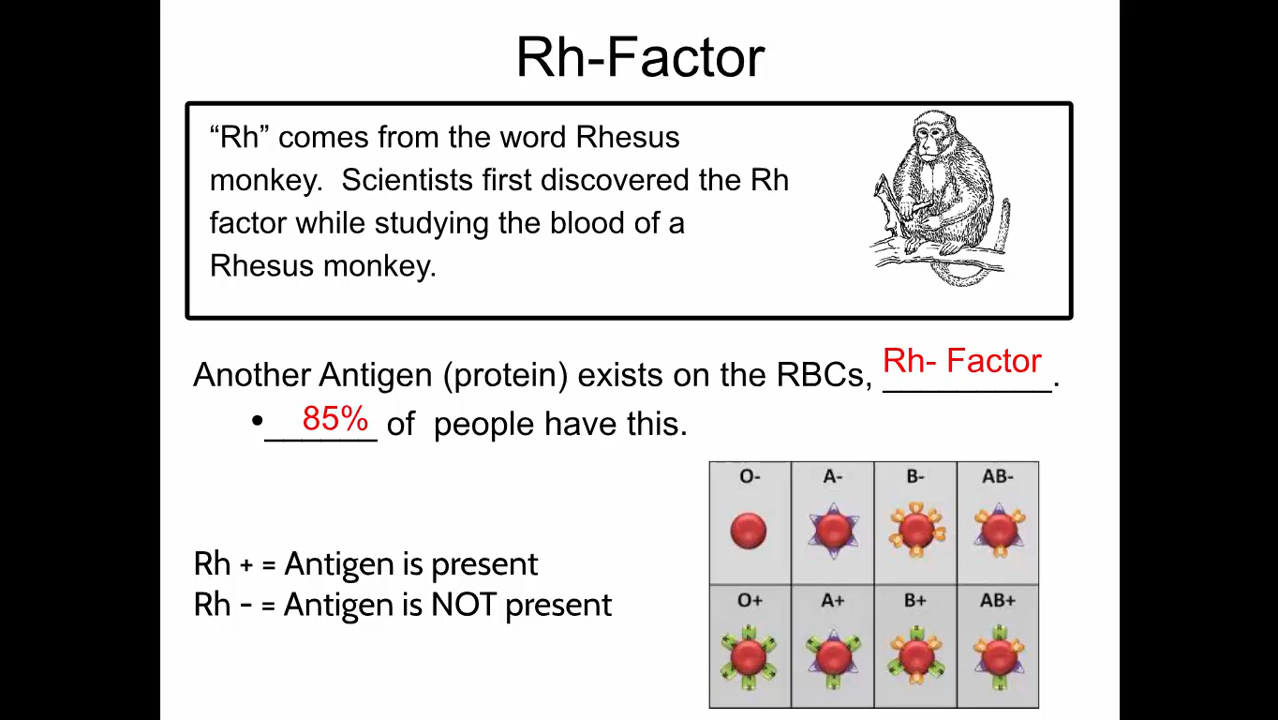 Rh-Factor
“Rh” comes from the word Rhesus
monkey.  Scientists first discovered the Rh
factor while studying the blood of a
Rhesus monkey.
Another Antigen (protein) exists on the RBCs, Rh- Factor.
•85% of  people have this.
Rh + = Antigen is present
Rh - = Antigen is NOT present
O- A- B- AB-
O+ A+ B+ AB+